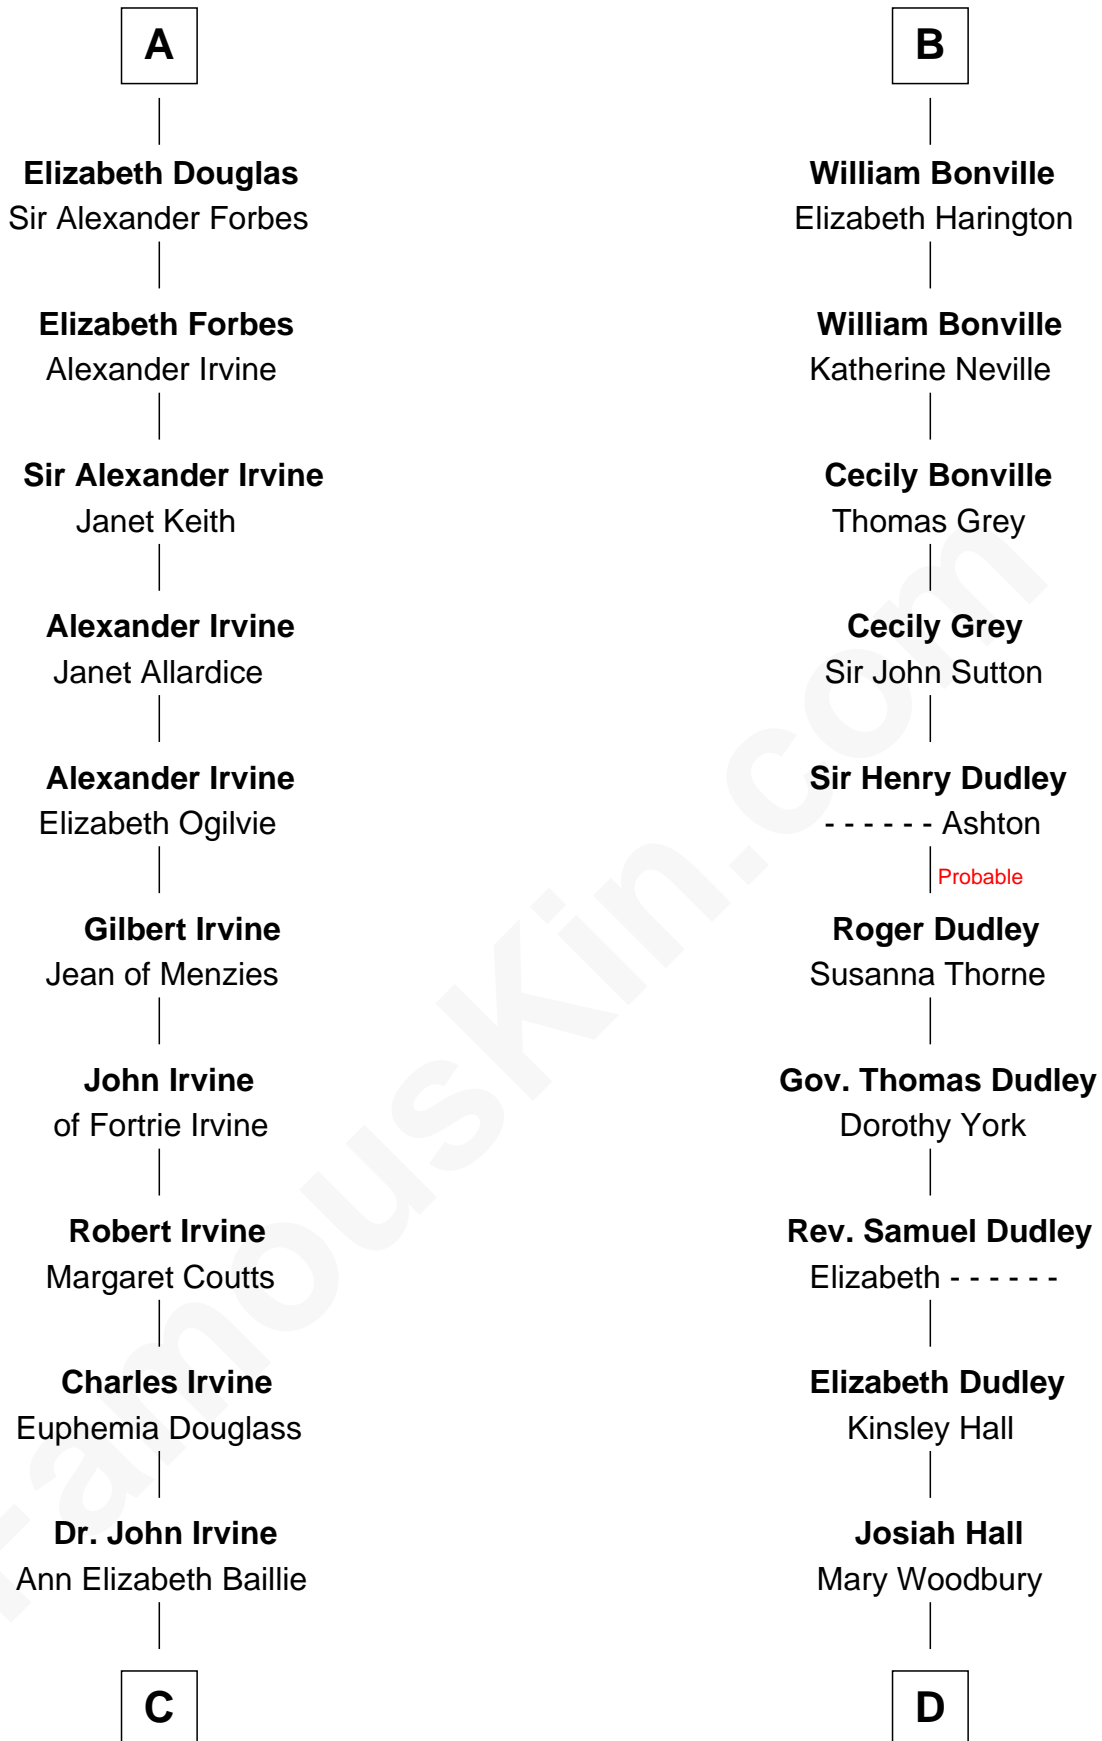 A
Elizabeth Douglas
Sir Alexander Forbes
Elizabeth Forbes
Alexander Irvine
Sir Alexander Irvine
Janet Keith
Alexander Irvine
Janet Allardice
Alexander Irvine
Elizabeth Ogilvie
Gilbert Irvine
Jean of Menzies
John Irvine
of Fortrie Irvine
Robert Irvine
Margaret Coutts
Charles Irvine
Euphemia Douglass
Dr. John Irvine
Ann Elizabeth Baillie
C
B
William Bonville
Elizabeth Harington
William Bonville
Katherine Neville
Cecily Bonville
Thomas Grey
Cecily Grey
Sir John Sutton
Sir Henry Dudley
- - - - - - Ashton
Probable
Roger Dudley
Susanna Thorne
Gov. Thomas Dudley
Dorothy York
Rev. Samuel Dudley
Elizabeth - - - - - -
Elizabeth Dudley
Kinsley Hall
Josiah Hall
Mary Woodbury
D
FamousKin.com